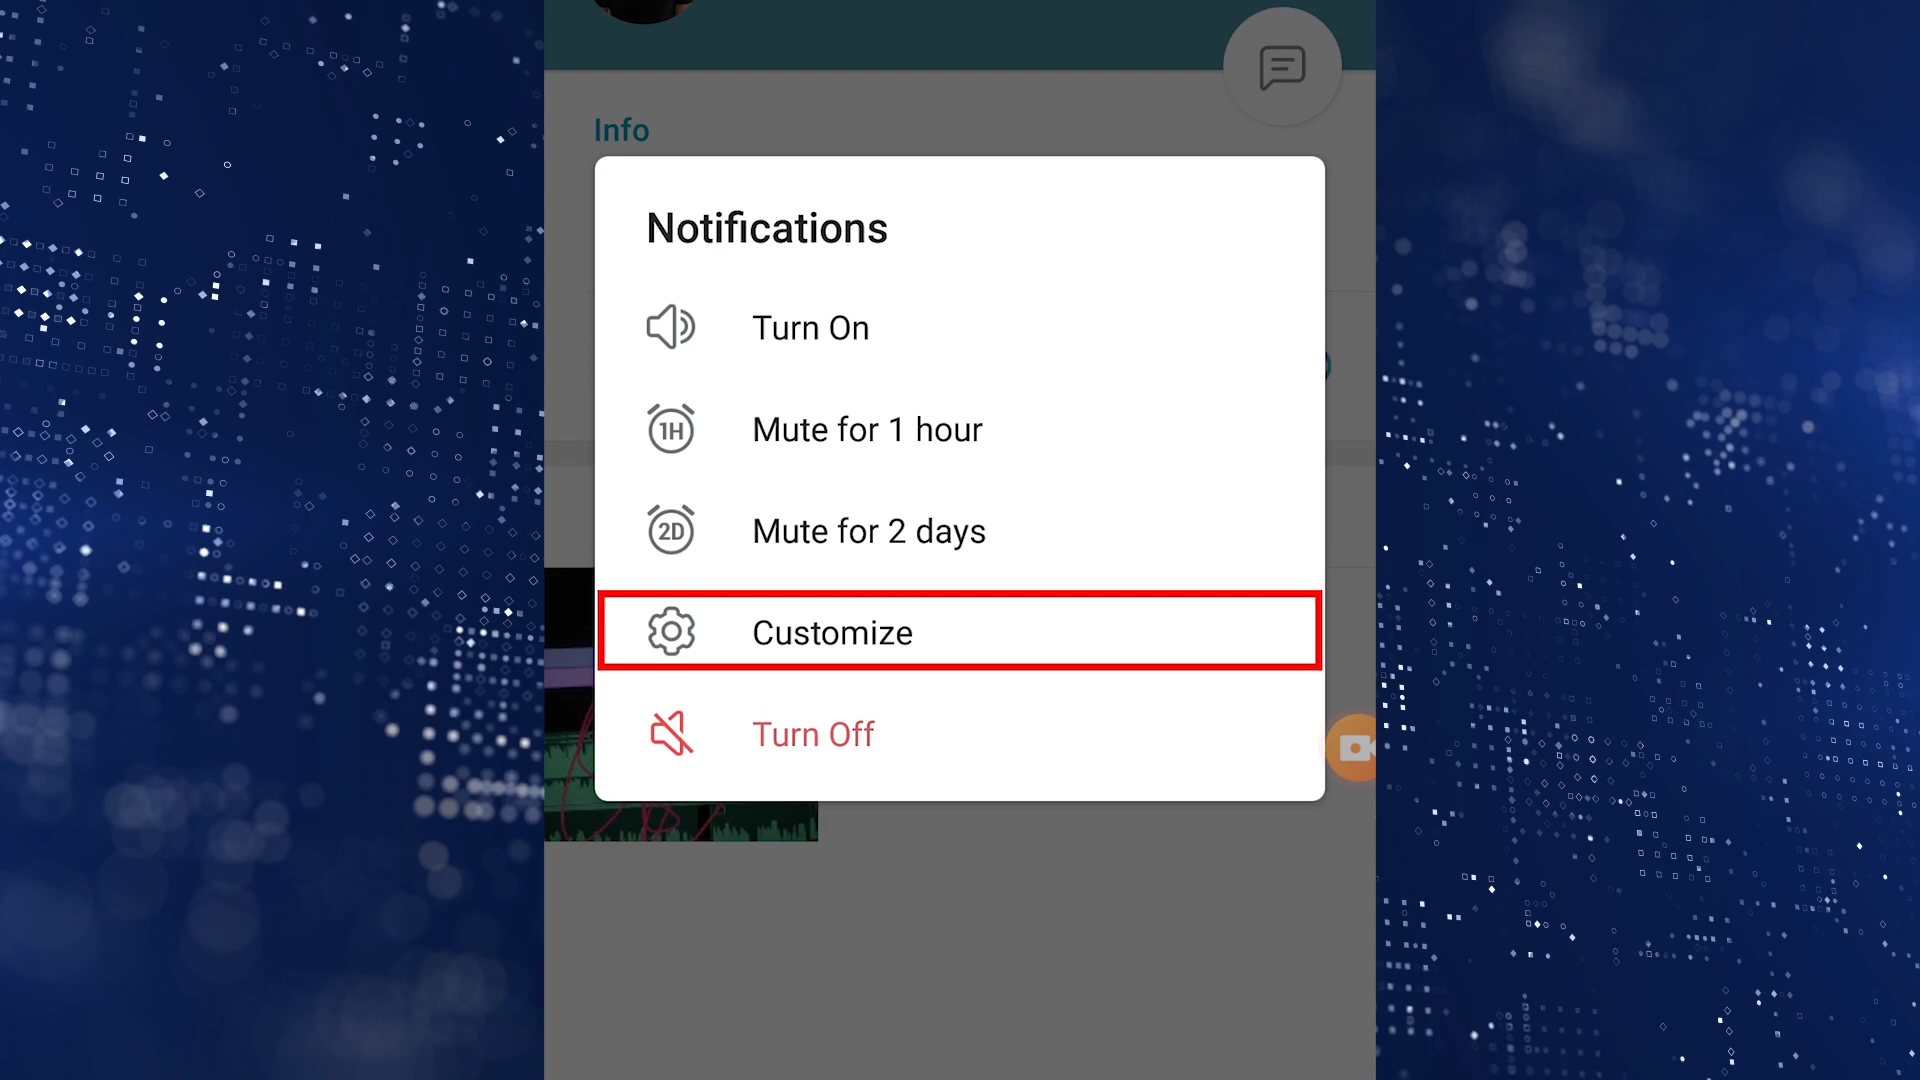 Info
Notifications
Turn On
1H
Mute for 1 hour
2D
Mute for 2 days
Customize
Turn Off